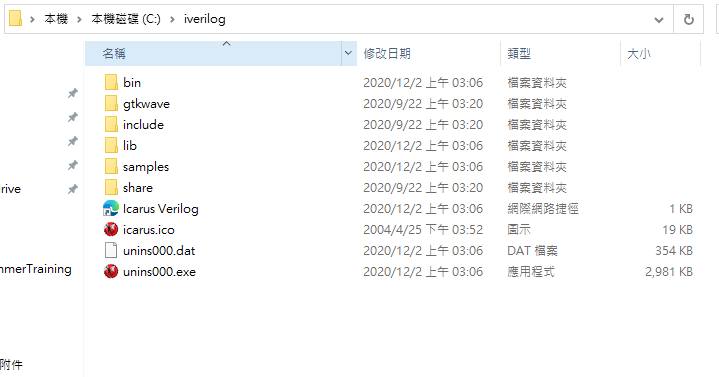 本機 > 本機磁碟 (C:) > iverilog
名稱 修改日期 類型 大小
bin 2020/12/2 上午 03:06 檔案資料夾
gtkwave 2020/9/22 上午 03:20 檔案資料夾
include 2020/9/22 上午 03:20 檔案資料夾
lib 2020/12/2 上午 03:06 檔案資料夾
samples 2020/12/2 上午 03:06 檔案資料夾
rive share 2020/9/22 上午 03:20 檔案資料夾
Icarus Verilog 2020/12/2 上午 03:06 網際網路捷徑 1 KB
icarus.ico 2004/4/25 下午 03:52 圖示 19 KB
unins000.dat 2020/12/2 上午 03:06 DAT 檔案 354 KB
mmerTraining unins000.exe 2020/12/2 上午 03:06 應用程式 2,981 KB
附件